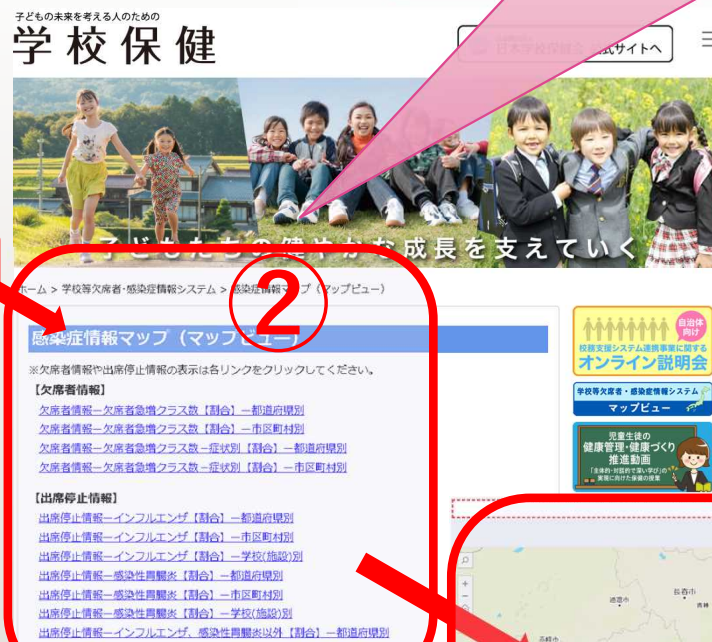 子どもの未来を考える人のための
学校保健
公式サイトへ
子どもたちの健やかな成長を支えていく
ホーム > 学校等欠席者・感染症情報システム > 感染症情報マップ（マップビュー）
②
感染症情報マップ（マップビュー）
※欠席者情報や出席停止情報の表示は各リンクをクリックしてください。
【欠席者情報】
欠席者情報ー欠席者急増クラス数【割合】ー都道府県別
欠席者情報ー欠席者急増クラス数【割合】ー市区町村別
欠席者情報ー欠席者急増クラス数－症状別【割合】ー都道府県別
欠席者情報ー欠席者急増クラス数－症状別【割合】ー市区町村別
【出席停止情報】
出席停止情報ーインフルエンザ【割合】ー都道府県別
出席停止情報ーインフルエンザ【割合】ー市区町村別
出席停止情報ーインフルエンザ【割合】ー学校(施設)別
出席停止情報ー感染性胃腸炎【割合】ー都道府県別
出席停止情報ー感染性胃腸炎【割合】ー市区町村別
出席停止情報ー感染性胃腸炎【割合】ー学校(施設)別
出席停止情報ーインフルエンザ、感染性胃腸炎以外【割合】ー都道府県別
自治体向け
校務支援システム連携事業に関する
オンライン説明会
学校等欠席者・感染症情報システム
マップビュー
児童生徒の
健康管理・健康づくり
推進動画
「主体的・対話的で深い学び」の
実現に向けた保健の授業